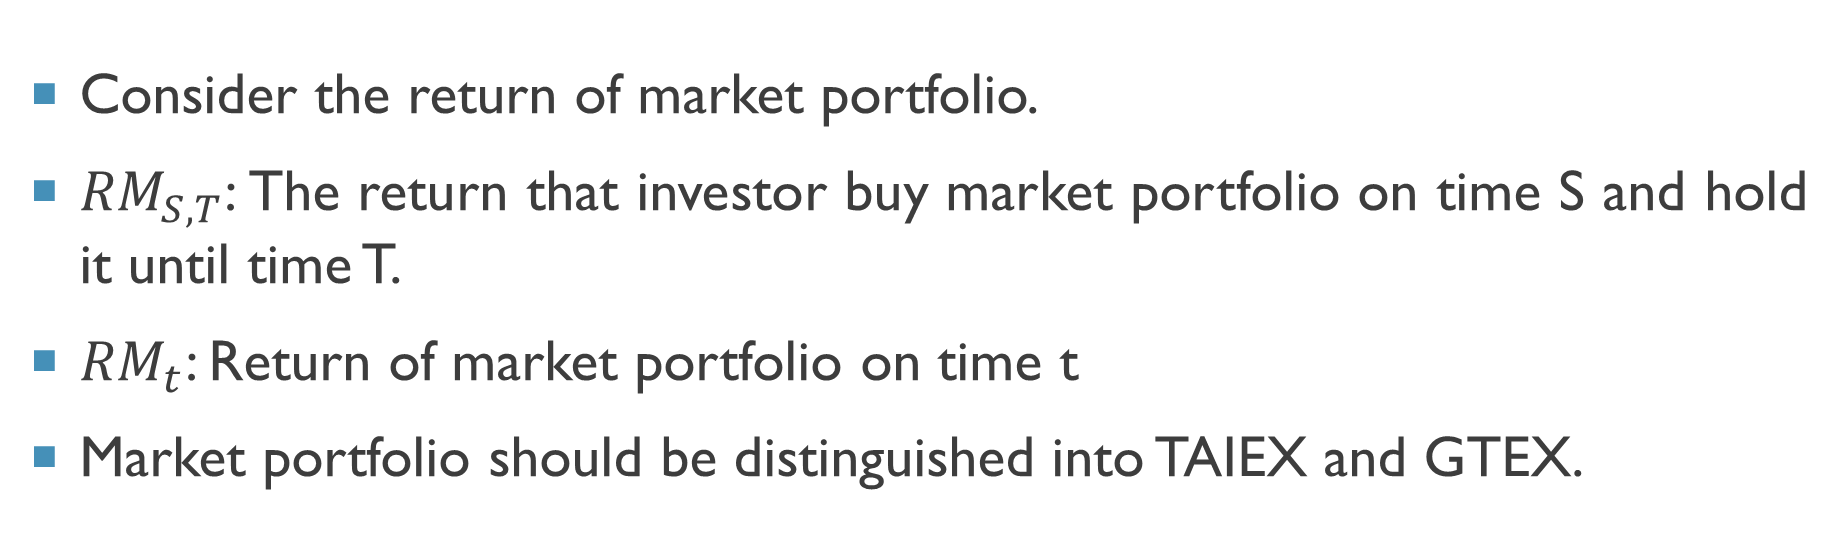 Consider the return of market portfolio.
RM_{S,T}: The return that investor buy market portfolio on time S and hold
it until time T.
RM_t: Return of market portfolio on time t
Market portfolio should be distinguished into TAIEX and GTEX.